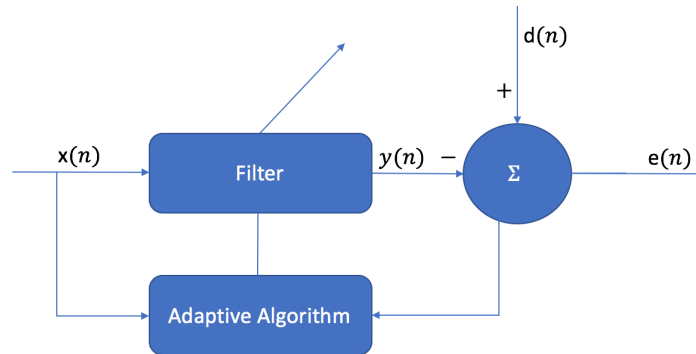 d(n)
+
x(n)
y(n) −
e(n)
Filter
Σ
Adaptive Algorithm